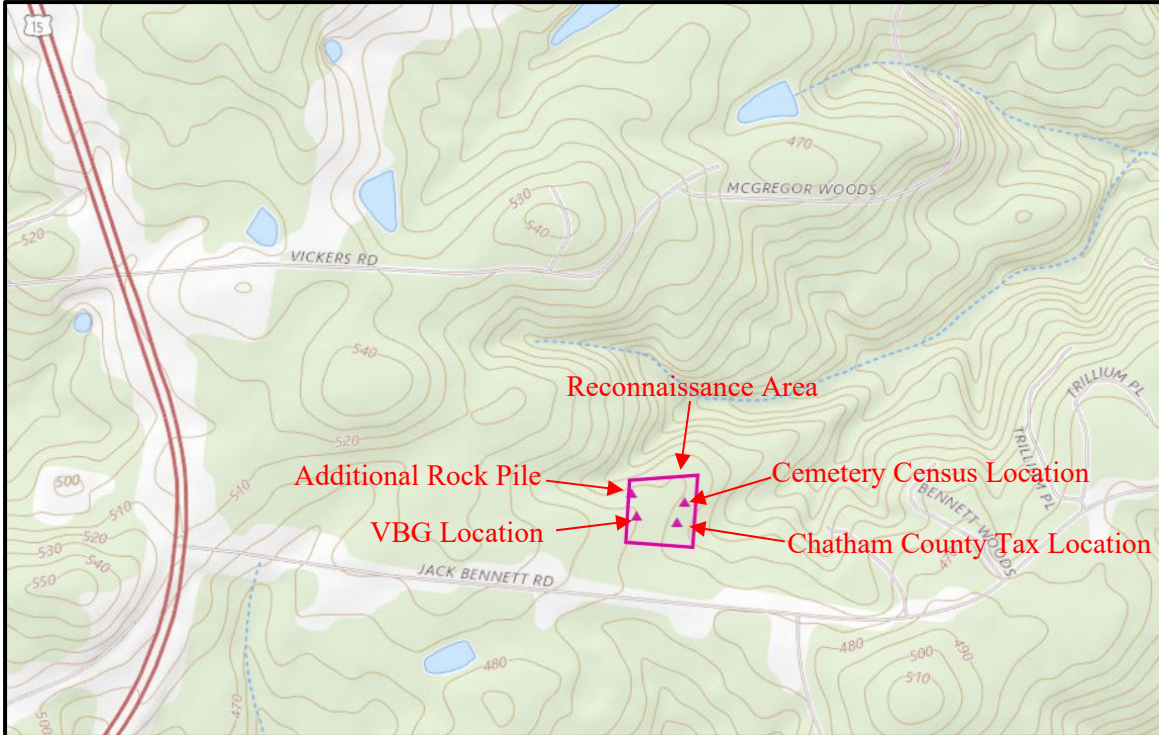 15
470
MCGREGOR WOODS
530
540
520
VICKERS RD
540
Reconnaissance Area
TRILLIUM PL
520
TRILLIUM PL
Additional Rock Pile
Cemetery Census Location
500
510
510
BENNETT WOODS
VBG Location
Chatham County Tax Location
530
540
550
470
JACK BENNETT RD
480
480
500
490
510
470
500